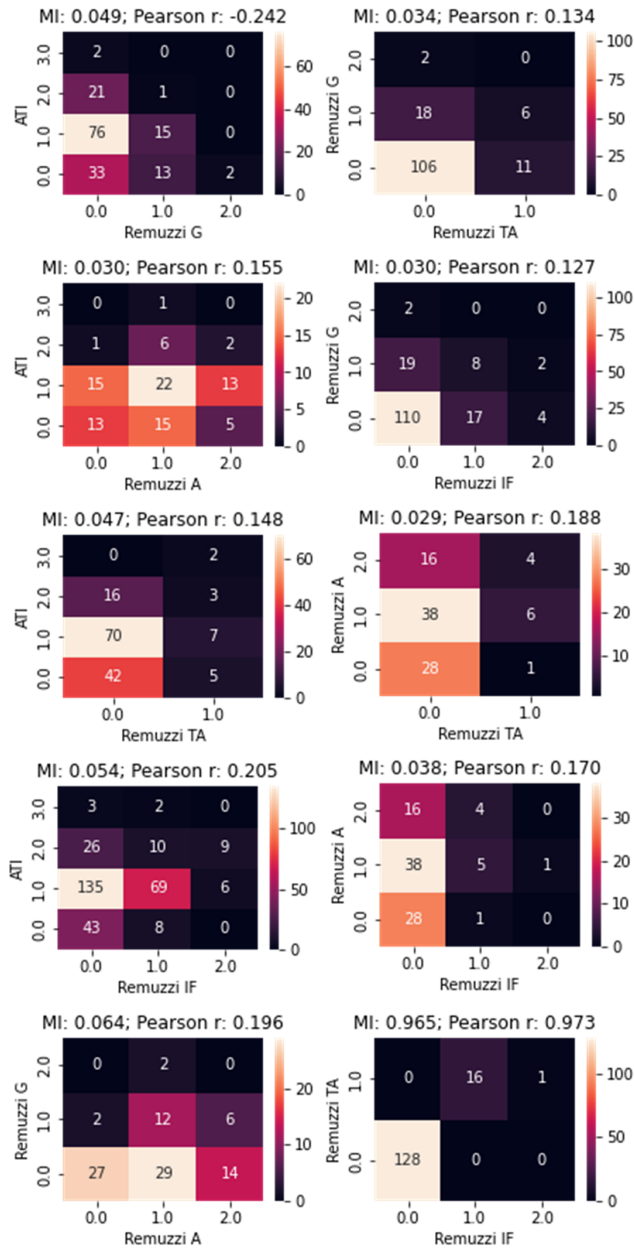 MI: 0.049; Pearson r: -0.242
ATI
2.0
3.0
1.0
0.0
2 0 0
21 1 0
76 15 0
33 13 2
0.0 1.0 2.0
Remuzzi G
60
40
20
0
MI: 0.034; Pearson r: 0.134
Remuzzi G
2.0
1.0
0.0
2 0
18 6
106 11
0.0 1.0
Remuzzi TA
100
75
50
25
0
MI: 0.030; Pearson r: 0.155
ATI
3.0
2.0
1.0
0.0
0 1 0
1 6 2
15 22 13
13 15 5
0.0 1.0 2.0
Remuzzi A
20
15
10
5
0
MI: 0.030; Pearson r: 0.127
Remuzzi G
2.0
1.0
0.0
2 0 0
19 8 2
110 17 4
0.0 1.0 2.0
Remuzzi IF
100
75
50
25
0
MI: 0.047; Pearson r: 0.148
ATI
3.0
2.0
1.0
0.0
0 2
16 3
70 7
42 5
0.0 1.0
Remuzzi TA
60
40
20
0
MI: 0.029; Pearson r: 0.188
Remuzzi A
2.0
1.0
0.0
16 4
38 6
28 1
0.0 1.0
Remuzzi TA
30
20
10
MI: 0.054; Pearson r: 0.205
ATI
3.0
2.0
1.0
0.0
3 2 0
26 10 9
135 69 6
43 8 0
0.0 1.0 2.0
Remuzzi IF
100
50
0
MI: 0.038; Pearson r: 0.170
Remuzzi A
2.0
1.0
0.0
16 4 0
38 5 1
28 1 0
0.0 1.0 2.0
Remuzzi IF
30
20
10
0
MI: 0.064; Pearson r: 0.196
Remuzzi G
2.0
1.0
0.0
0 2 0
2 12 6
27 29 14
0.0 1.0 2.0
Remuzzi A
20
10
0
MI: 0.965; Pearson r: 0.973
Remuzzi TA
1.0
0.0
0 16 1
128 0 0
0.0 1.0 2.0
Remuzzi IF
100
50
0